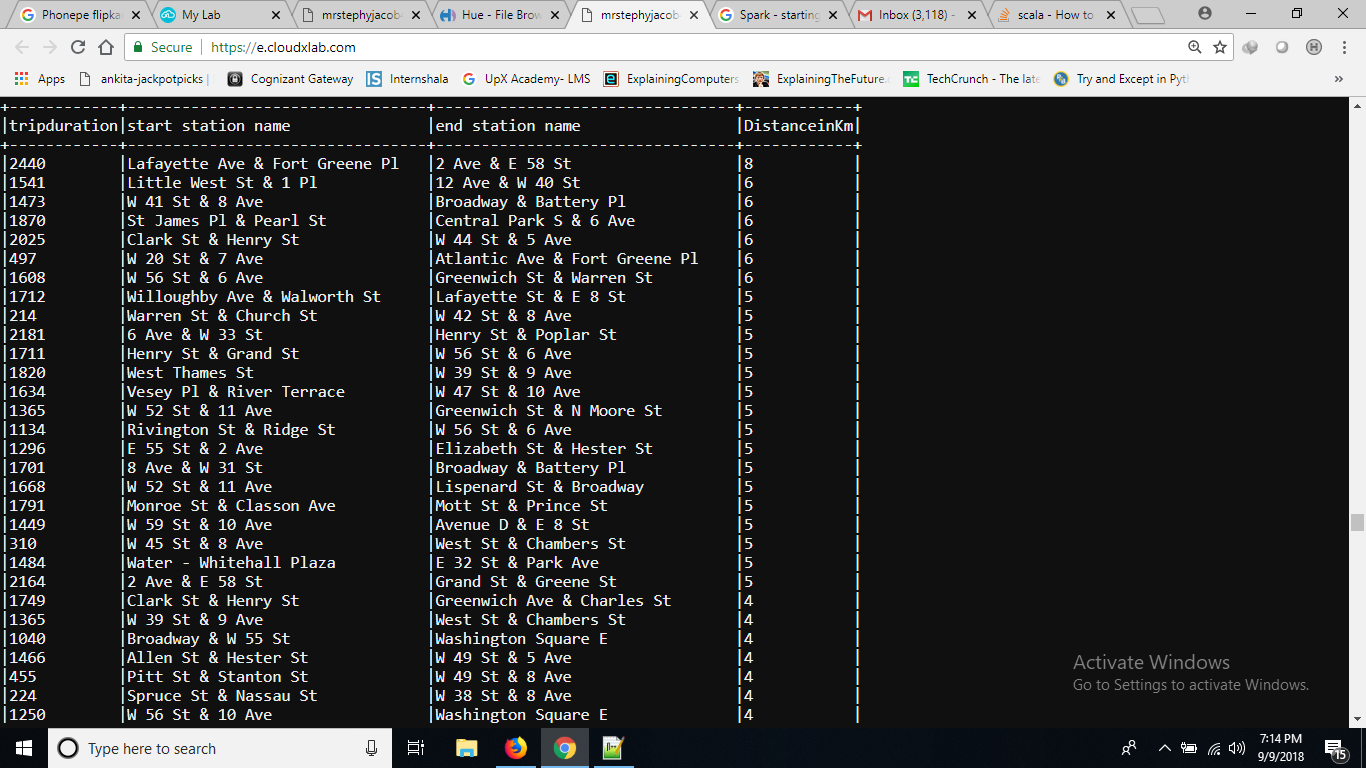 Phonepe flipka
My Lab
mrstephyjacob
Hue - File Brow
mrstephyjacob
Spark - starting
Inbox (3,118) -
scala - How to
Secure | https://e.cloudxlab.com
Apps ankita-jackpotpicks | Cognizant Gateway Internshala UpX Academy- LMS ExplainingComputers ExplainingTheFuture. TechCrunch - The late Try and Except in Pyt »
+------------+---------------------------------+---------------------------------+------------+
|tripduration|start station name |end station name |DistanceinKm|
+------------+---------------------------------+---------------------------------+------------+
|2440 |Lafayette Ave & Fort Greene Pl |2 Ave & E 58 St |8 |
|1541 |Little West St & 1 Pl |12 Ave & W 40 St |6 |
|1473 |W 41 St & 8 Ave |Broadway & Battery Pl |6 |
|1870 |St James Pl & Pearl St |Central Park S & 6 Ave |6 |
|2025 |Clark St & Henry St |W 44 St & 5 Ave |6 |
|497 |W 20 St & 7 Ave |Atlantic Ave & Fort Greene Pl |6 |
|1608 |W 56 St & 6 Ave |Greenwich St & Warren St |6 |
|1712 |Willoughby Ave & Walworth St |Lafayette St & E 8 St |5 |
|214 |Warren St & Church St |W 42 St & 8 Ave |5 |
|2181 |6 Ave & W 33 St |Henry St & Poplar St |5 |
|1711 |Henry St & Grand St |W 56 St & 6 Ave |5 |
|1820 |West Thames St |W 39 St & 9 Ave |5 |
|1634 |Vesey Pl & River Terrace |W 47 St & 10 Ave |5 |
|1365 |W 52 St & 11 Ave |Greenwich St & N Moore St |5 |
|1134 |Rivington St & Ridge St |W 56 St & 6 Ave |5 |
|1296 |E 55 St & 2 Ave |Elizabeth St & Hester St |5 |
|1701 |8 Ave & W 31 St |Broadway & Battery Pl |5 |
|1668 |W 52 St & 11 Ave |Lispenard St & Broadway |5 |
|1791 |Monroe St & Classon Ave |Mott St & Prince St |5 |
|1449 |W 59 St & 10 Ave |Avenue D & E 8 St |5 |
|310 |W 45 St & 8 Ave |West St & Chambers St |5 |
|1484 |Water - Whitehall Plaza |E 32 St & Park Ave |5 |
|2164 |2 Ave & E 58 St |Grand St & Greene St |5 |
|1749 |Clark St & Henry St |Greenwich Ave & Charles St |4 |
|1365 |W 39 St & 9 Ave |West St & Chambers St |4 |
|1040 |Broadway & W 55 St |Washington Square E |4 |
|1466 |Allen St & Hester St |W 49 St & 5 Ave |4 |
|455 |Pitt St & Stanton St |W 49 St & 8 Ave |4 |
|224 |Spruce St & Nassau St |W 38 St & 8 Ave |4 |
|1250 |W 56 St & 10 Ave |Washington Square E |4 |
Activate Windows
Go to Settings to activate Windows.
Type here to search
7:14 PM
9/9/2018
15